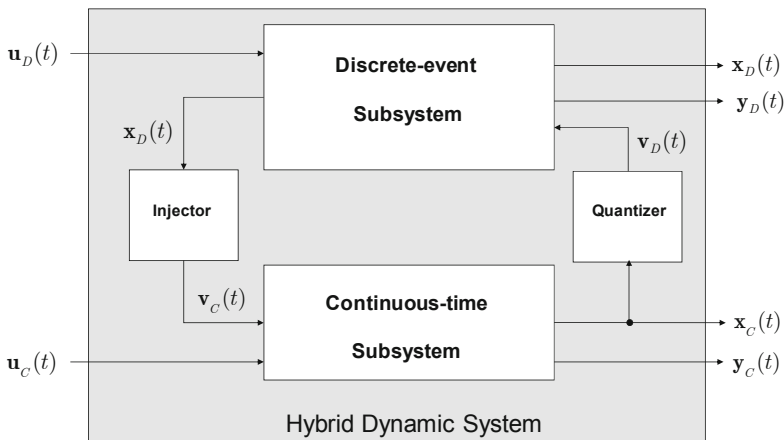 u_D(t)
Discrete-event
Subsystem
x_D(t)
y_D(t)
x_D(t)
v_D(t)
Injector
Quantizer
v_C(t)
Continuous-time
Subsystem
x_C(t)
u_C(t)
y_C(t)
Hybrid Dynamic System